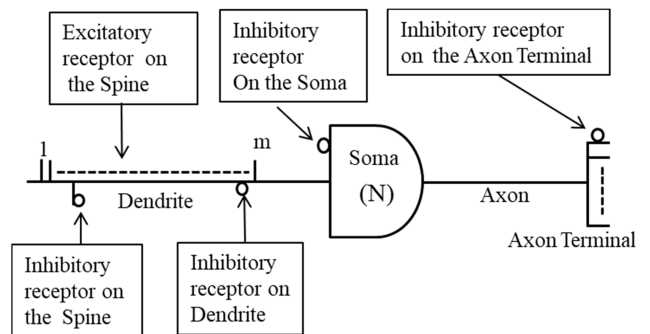 Excitatory
receptor on
the Spine
Inhibitory
receptor
On the Soma
Inhibitory receptor
on the Axon Terminal
1
m
Soma
(N)
Dendrite
Axon
Axon Terminal
Inhibitory
receptor on
the Spine
Inhibitory
receptor on
Dendrite